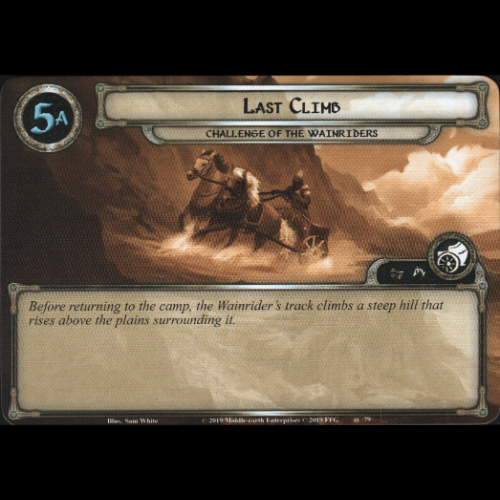 5A
Last Climb
Challenge of the Wainriders
Before returning to the camp, the Wainrider's track climbs a steep hill that
rises above the plains surrounding it.
Illus. Sam White
© 2019 Middle-earth Enterprises © 2019 FFG
79